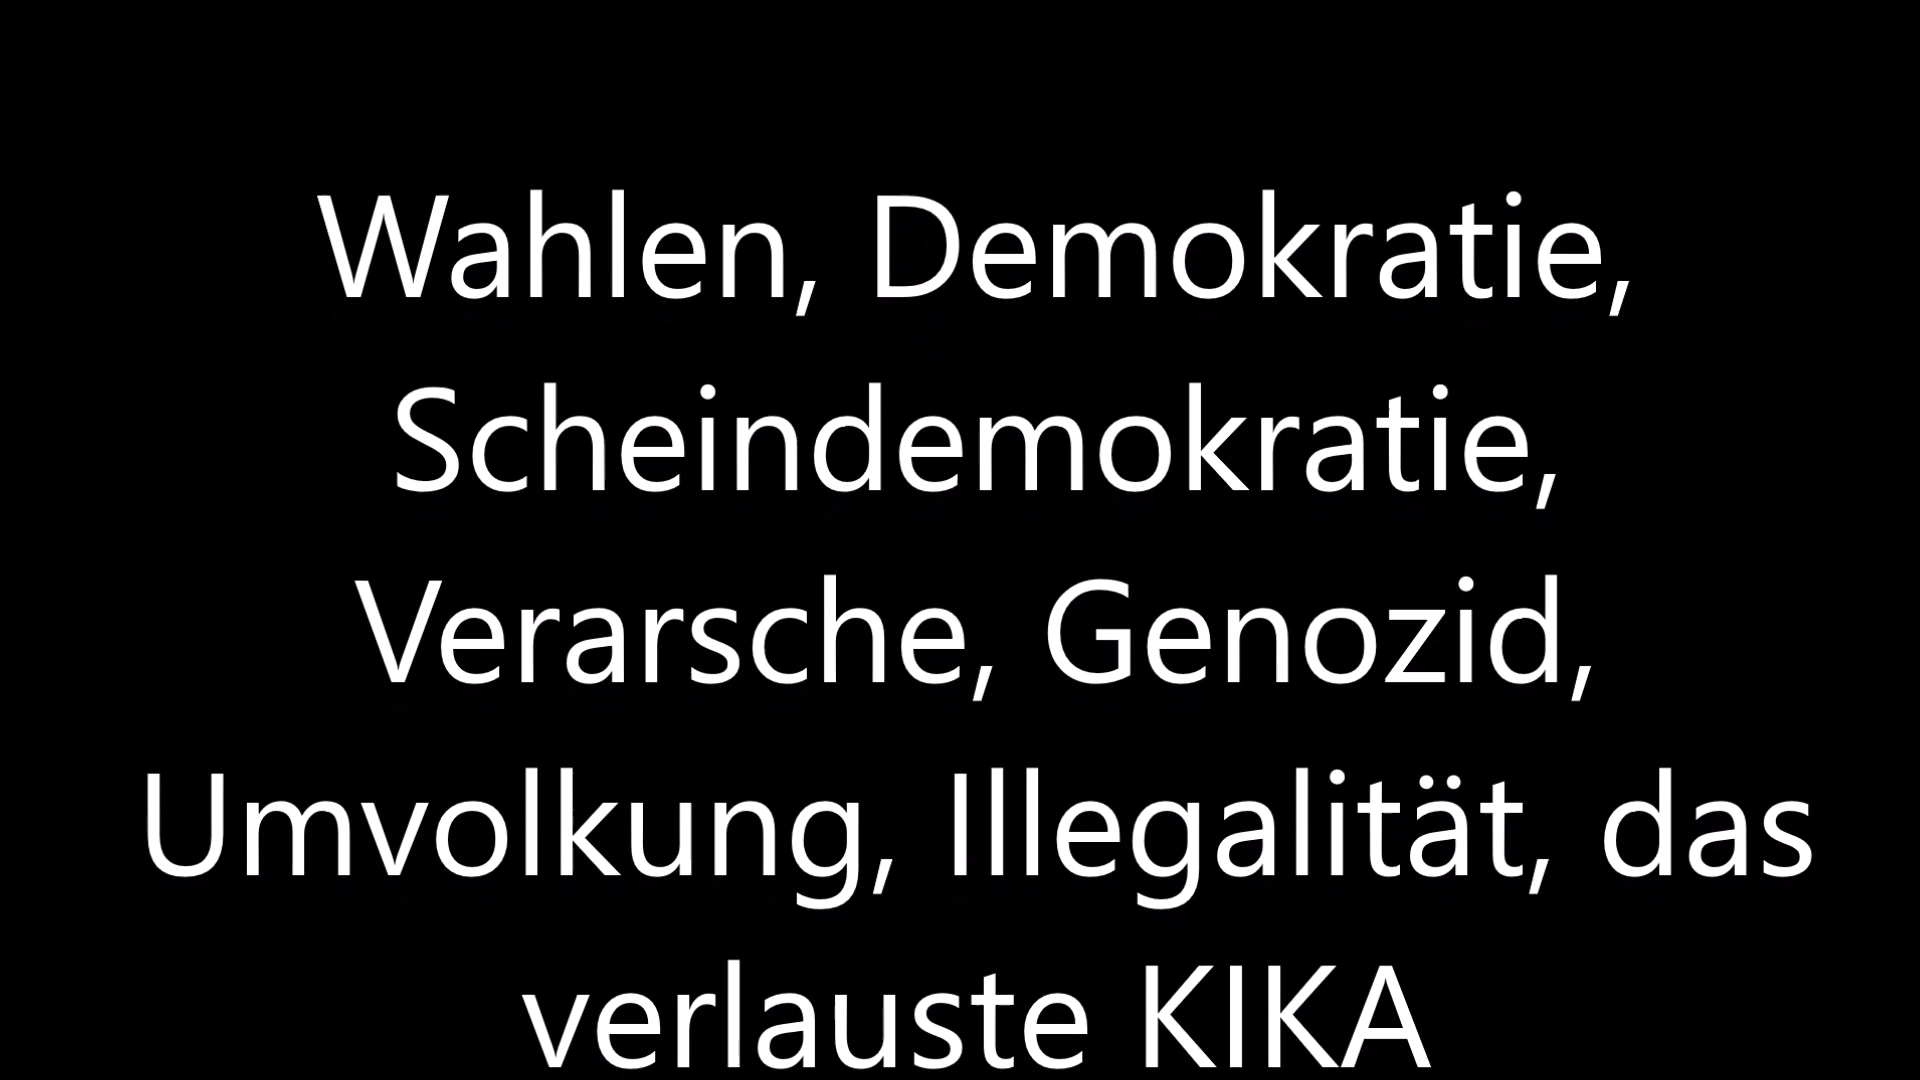 Wahlen, Demokratie,
Scheindemokratie,
Verarsche, Genozid,
Umvolkung, Illegalität, das
verlauste KIKA